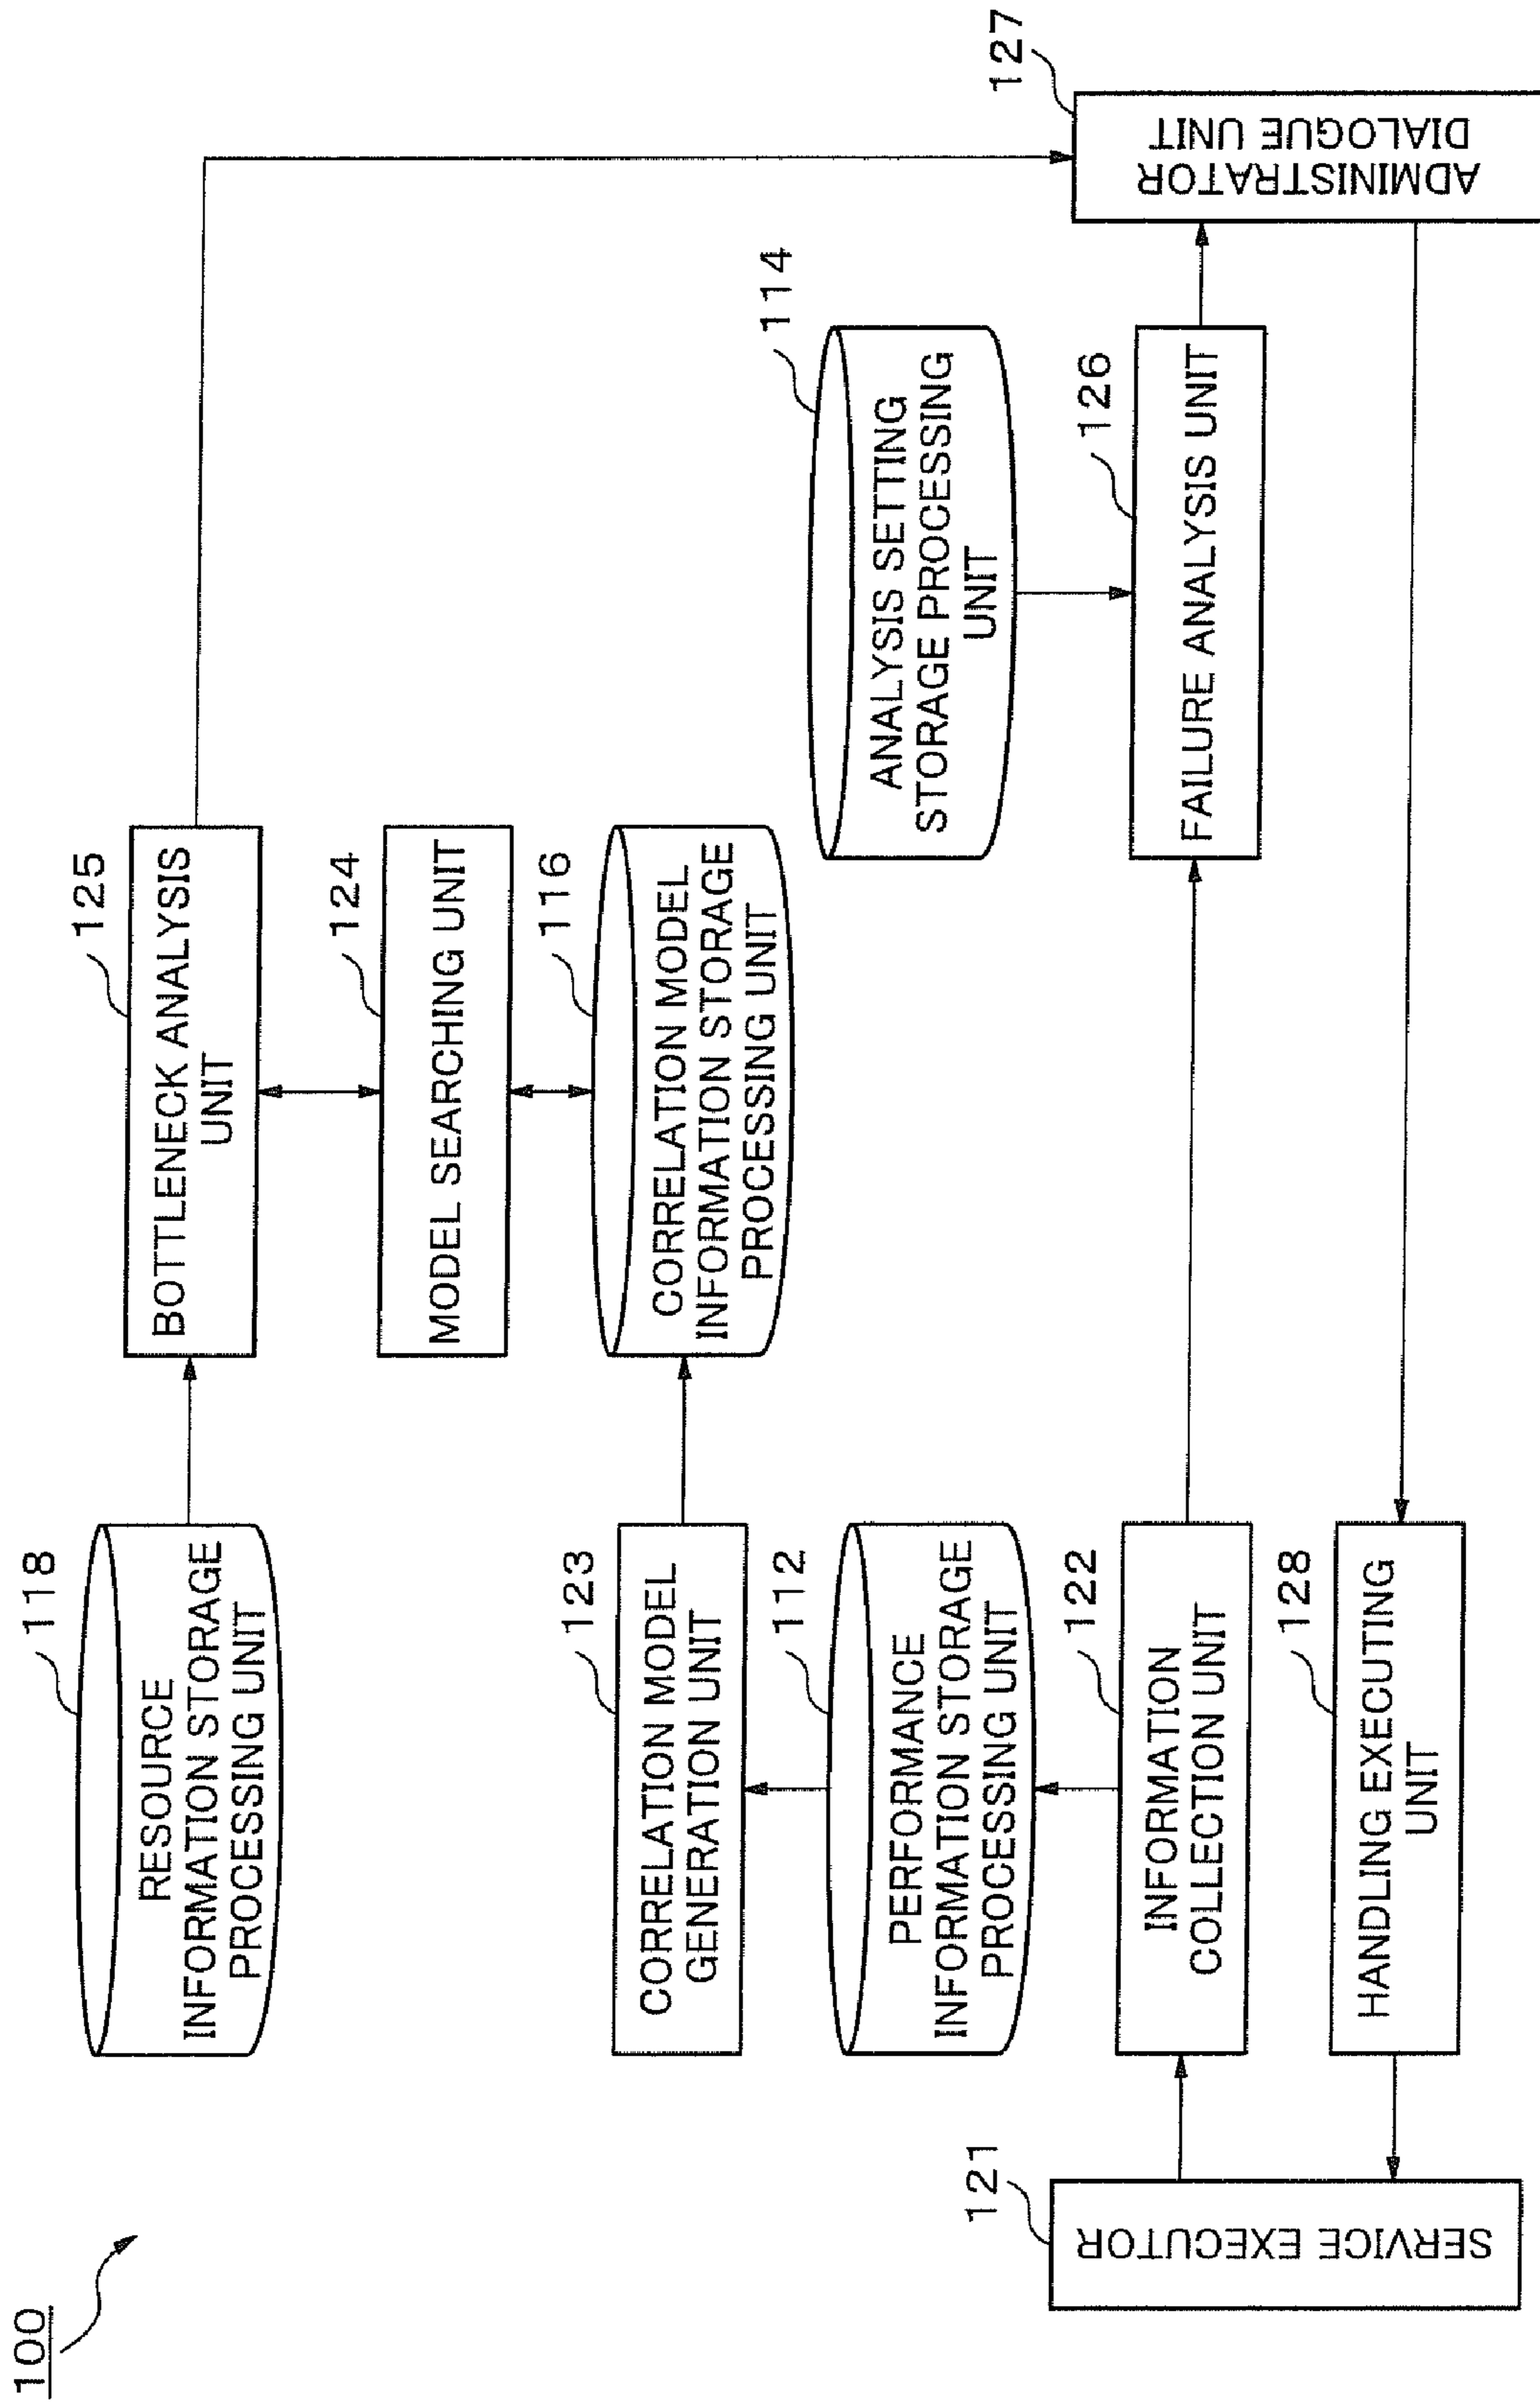 100
118
RESOURCE
INFORMATION STORAGE
PROCESSING UNIT
125
BOTTLENECK ANALYSIS
UNIT
124
MODEL SEARCHING UNIT
123
CORRELATION MODEL
GENERATION UNIT
116
CORRELATION MODEL
INFORMATION STORAGE
PROCESSING UNIT
112
PERFORMANCE
INFORMATION STORAGE
PROCESSING UNIT
114
ANALYSIS SETTING
STORAGE PROCESSING
UNIT
121
SERVICE EXECUTOR
122
INFORMATION
COLLECTION UNIT
126
FAILURE ANALYSIS UNIT
127
ADMINISTRATOR
DIALOGUE UNIT
128
HANDLING EXECUTING
UNIT